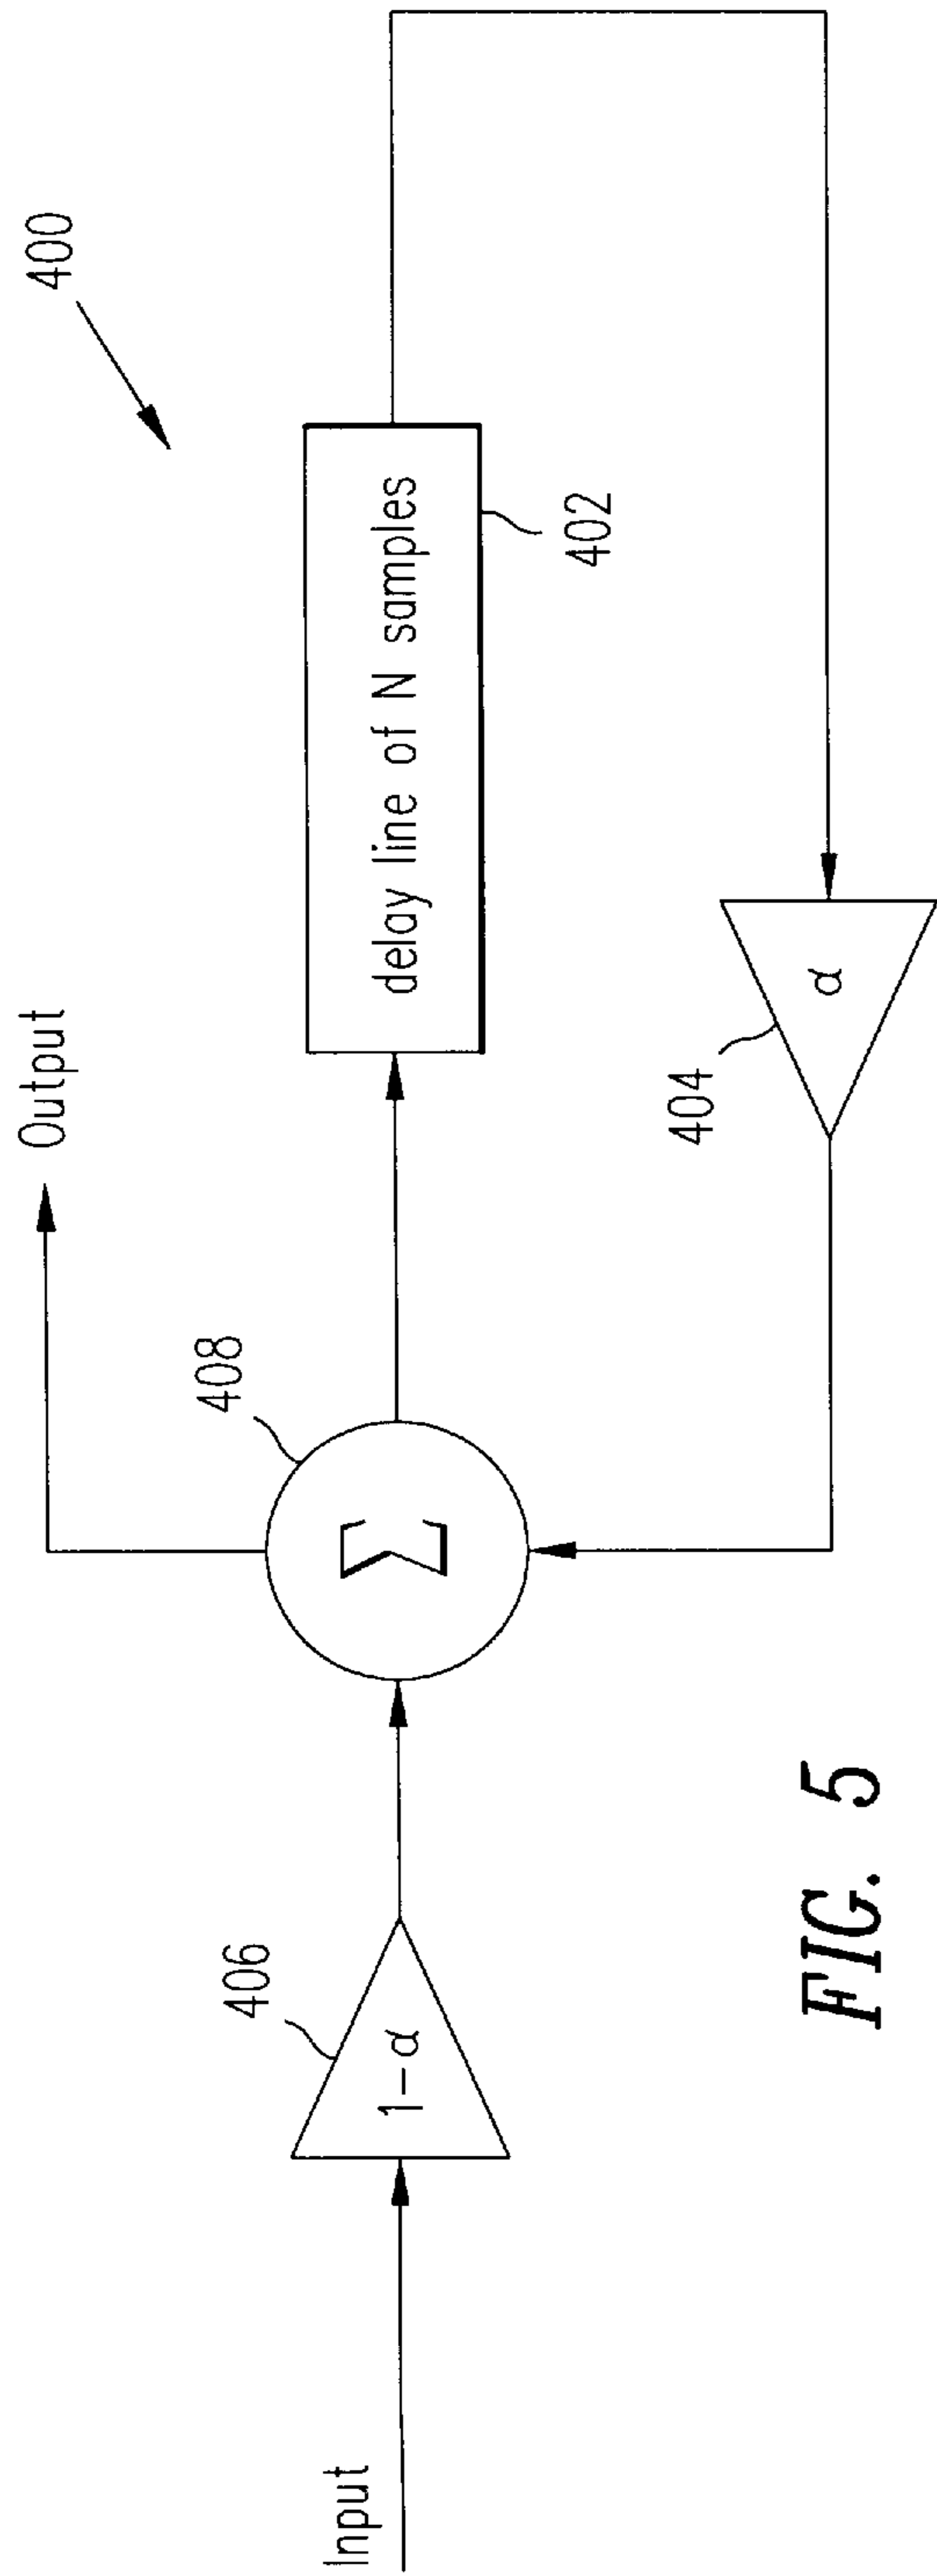 400
Output
408
delay line of N samples
402
406
Σ
1-α
Input
404
α
FIG. 5